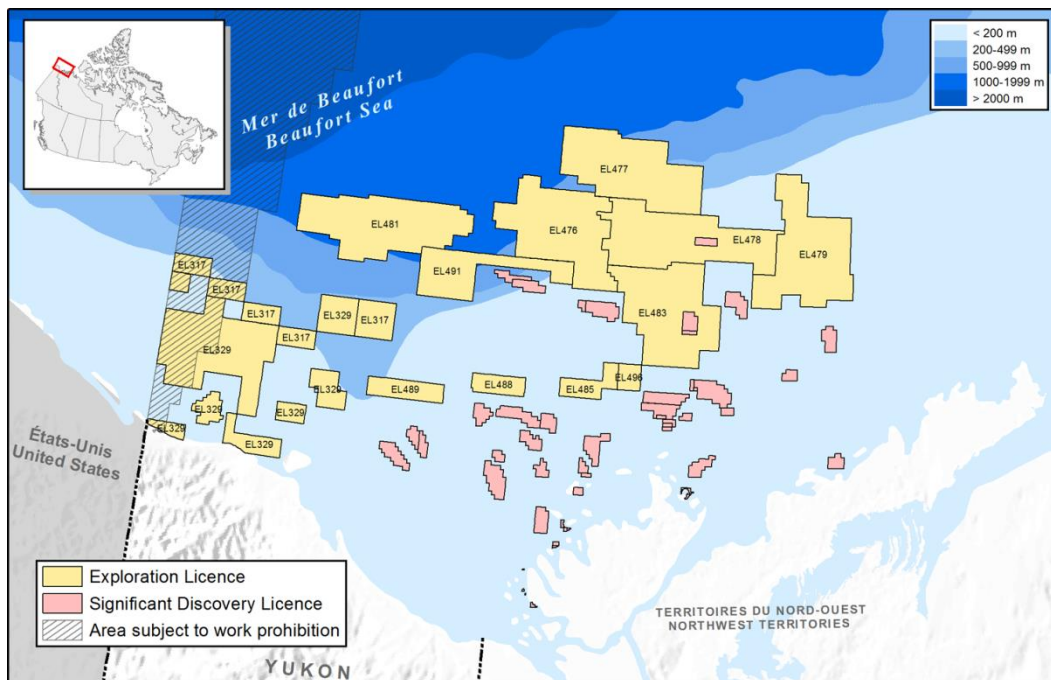 < 200 m
200-499 m
500-999 m
1000-1999 m
> 2000 m
Mer de Beaufort
Beaufort Sea
EL477
EL481
EL476
EL478
EL479
EL491
EL317
EL317
EL317
EL329
EL317
EL483
EL317
EL329
EL329
EL489
EL488
EL485
EL496
EL329
EL329
EL329
EL329
États-Unis
United States
Exploration Licence
Significant Discovery Licence
Area subject to work prohibition
TERRITOIRES DU NORD-OUEST
NORTHWEST TERRITORIES
YUKON